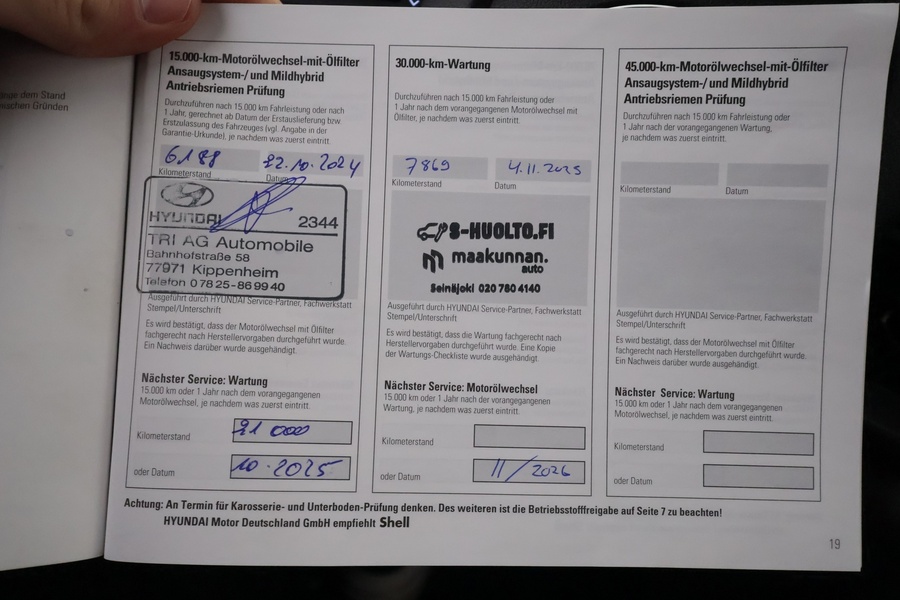 ange dem Stand
nischen Gründen
15.000-km-Motorölwechsel-mit-Ölfilter
Ansaugsystem-/ und Mildhybrid
Antriebsriemen Prüfung
Durchzuführen nach 15.000 km Fahrleistung oder nach
1 Jahr, gerechnet ab Datum der Erstauslieferung bzw.
Erstzulassung des Fahrzeuges (vgl. Angabe in der
Garantie-Urkunde), je nachdem was zuerst eintritt.
6188 22.10.2024
Kilometerstand Datum
HYUNDAI 2344
TRI AG Automobile
Bahnhofstraße 58
77971 Kippenheim
Telefon 07825-869940
Ausgeführt durch HYUNDAI Service-Partner, Fachwerkstatt
Stempel/Unterschrift
Es wird bestätigt, dass der Motorölwechsel mit Ölfilter
fachgerecht nach Herstellervorgaben durchgeführt wurde.
Ein Nachweis darüber wurde ausgehändigt.
Nächster Service: Wartung
15.000 km oder 1 Jahr nach dem vorangegangenen
Motorölwechsel, je nachdem was zuerst eintritt.
Kilometerstand 21 000
oder Datum 10.2025
30.000-km-Wartung
Durchzuführen nach 15.000 km Fahrleistung oder
1 Jahr nach dem vorangegangenen Motorölwechsel mit
Ölfilter, je nachdem was zuerst eintritt.
7869 4.11.2025
Kilometerstand Datum
S-HUOLTO.FI
maakunnan.
auto
Seinäjoki 020 780 4140
Ausgeführt durch HYUNDAI Service-Partner, Fachwerkstatt
Stempel/Unterschrift
Es wird bestätigt, dass die Wartung fachgerecht nach
Herstellervorgaben durchgeführt wurde. Eine Kopie
der Wartungs-Checkliste wurde ausgehändigt.
Nächster Service: Motorölwechsel
15.000 km oder 1 Jahr nach der vorangegangenen
Wartung, je nachdem was zuerst eintritt.
Kilometerstand
oder Datum 11/2026
45.000-km-Motorölwechsel-mit-Ölfilter
Ansaugsystem-/ und Mildhybrid
Antriebsriemen Prüfung
Durchzuführen nach 15.000 km Fahrleistung oder
1 Jahr nach der vorangegangenen Wartung,
je nachdem was zuerst eintritt.
Kilometerstand Datum
Ausgeführt durch HYUNDAI Service-Partner, Fachwerkstatt
Stempel/Unterschrift
Es wird bestätigt, dass der Motorölwechsel mit Ölfilter
fachgerecht nach Herstellervorgaben durchgeführt wurde.
Ein Nachweis darüber wurde ausgehändigt.
Nächster Service: Wartung
15.000 km oder 1 Jahr nach dem vorangegangenen
Motorölwechsel, je nachdem was zuerst eintritt.
Kilometerstand
oder Datum
Achtung: An Termin für Karosserie- und Unterboden-Prüfung denken. Des weiteren ist die Betriebsstofffreigabe auf Seite 7 zu beachten!
HYUNDAI Motor Deutschland GmbH empfiehlt Shell
19